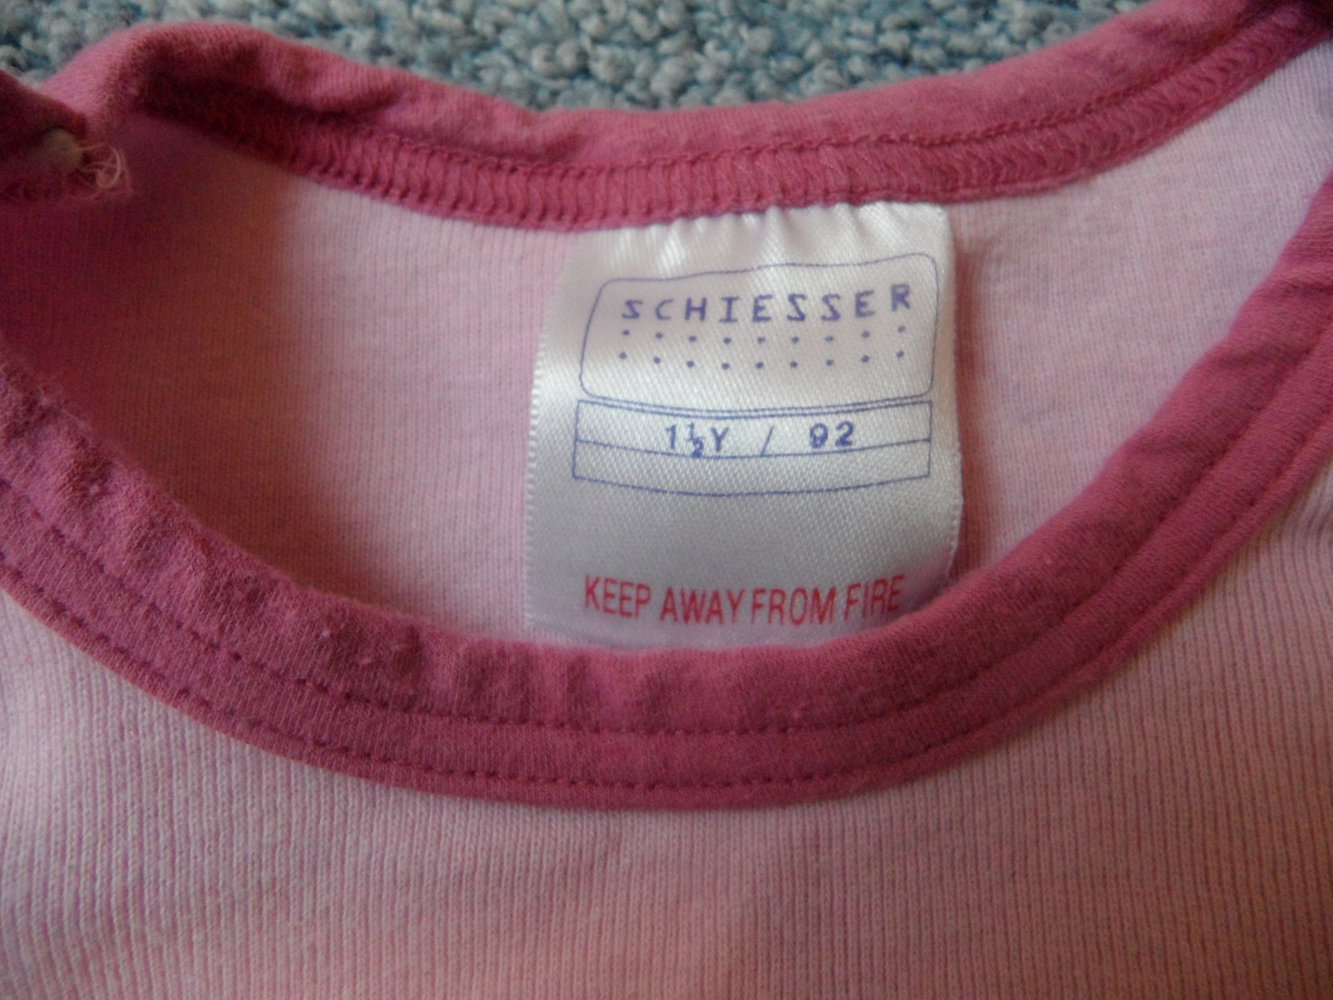 SCHIESSER
1½Y / 92
KEEP AWAY FROM FIRE